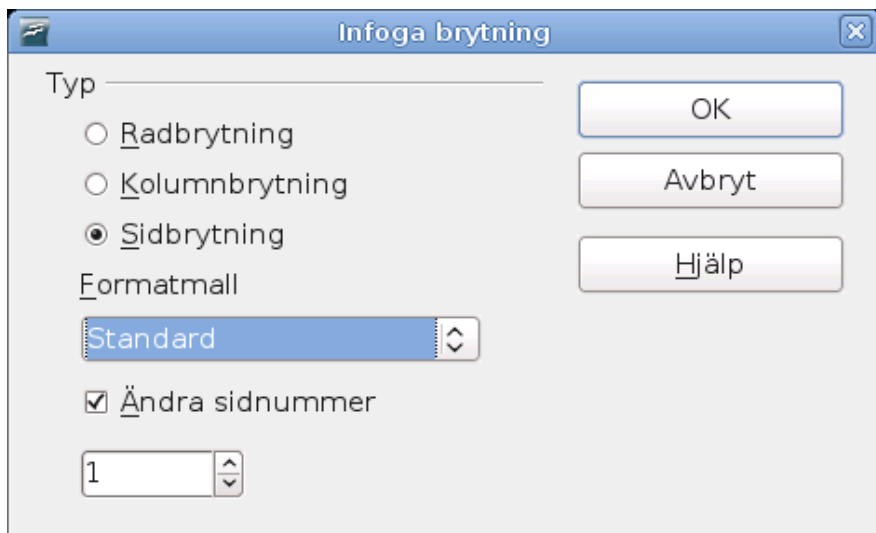 Infoga brytning
Typ
Radbrytning
Kolumnbrytning
Sidbrytning
Formatmall
Standard
Ändra sidnummer
1
OK
Avbryt
Hjälp